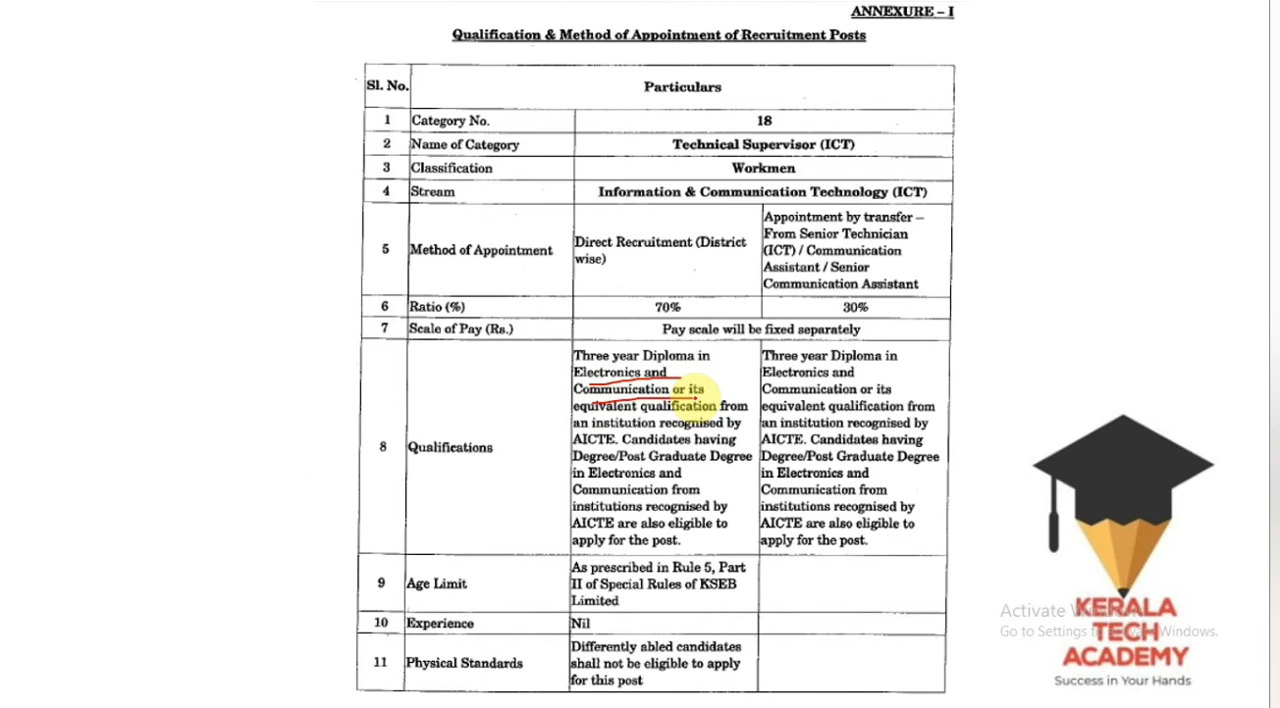 ANNEXURE – I
Qualification & Method of Appointment of Recruitment Posts
Sl. No.
Particulars
1
Category No.
18
2
Name of Category
Technical Supervisor (ICT)
3
Classification
Workmen
4
Stream
Information & Communication Technology (ICT)
5
Method of Appointment
Direct Recruitment (District
wise)
Appointment by transfer –
From Senior Technician
(ICT) / Communication
Assistant / Senior
Communication Assistant
6
Ratio (%)
70%
30%
7
Scale of Pay (Rs.)
Pay scale will be fixed separately
8
Qualifications
Three year Diploma in
Electronics and
Communication or its
equivalent qualification from
an institution recognised by
AICTE. Candidates having
Degree/Post Graduate Degree
in Electronics and
Communication from
institutions recognised by
AICTE are also eligible to
apply for the post.
Three year Diploma in
Electronics and
Communication or its
equivalent qualification from
an institution recognised by
AICTE. Candidates having
Degree/Post Graduate Degree
in Electronics and
Communication from
institutions recognised by
AICTE are also eligible to
apply for the post.
9
Age Limit
As prescribed in Rule 5, Part
II of Special Rules of KSEB
Limited
10
Experience
Nil
11
Physical Standards
Differently abled candidates
shall not be eligible to apply
for this post
KERALA
TECH
ACADEMY
Success in Your Hands
Activate
Go to Settings to Windows.